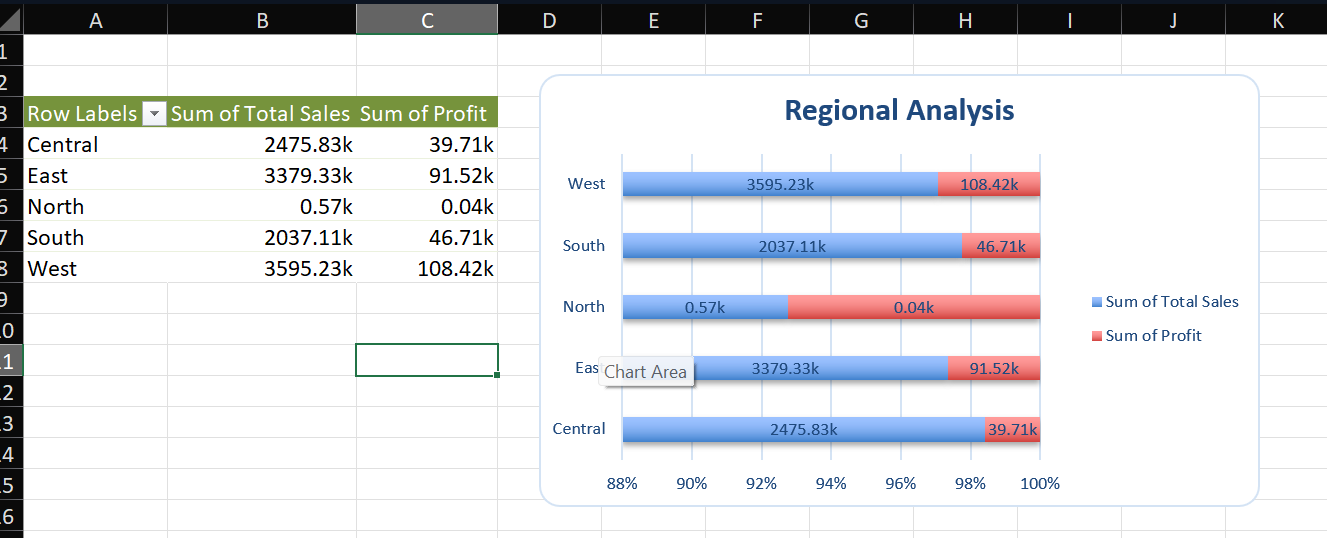 A B C D E F G H I J K
1
2
3 Row Labels Sum of Total Sales Sum of Profit
4 Central 2475.83k 39.71k
5 East 3379.33k 91.52k
6 North 0.57k 0.04k
7 South 2037.11k 46.71k
8 West 3595.23k 108.42k
9
.0
.1
.2
.3
.4
.5
.6
Regional Analysis
West 3595.23k 108.42k
South 2037.11k 46.71k
North 0.57k 0.04k
Eas Chart Area 3379.33k 91.52k
Central 2475.83k 39.71k
88% 90% 92% 94% 96% 98% 100%
Sum of Total Sales
Sum of Profit